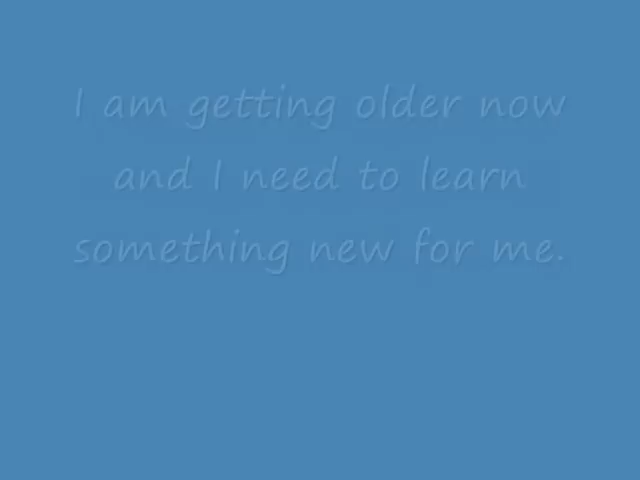 I am getting older now
and I need to learn
something new for me.